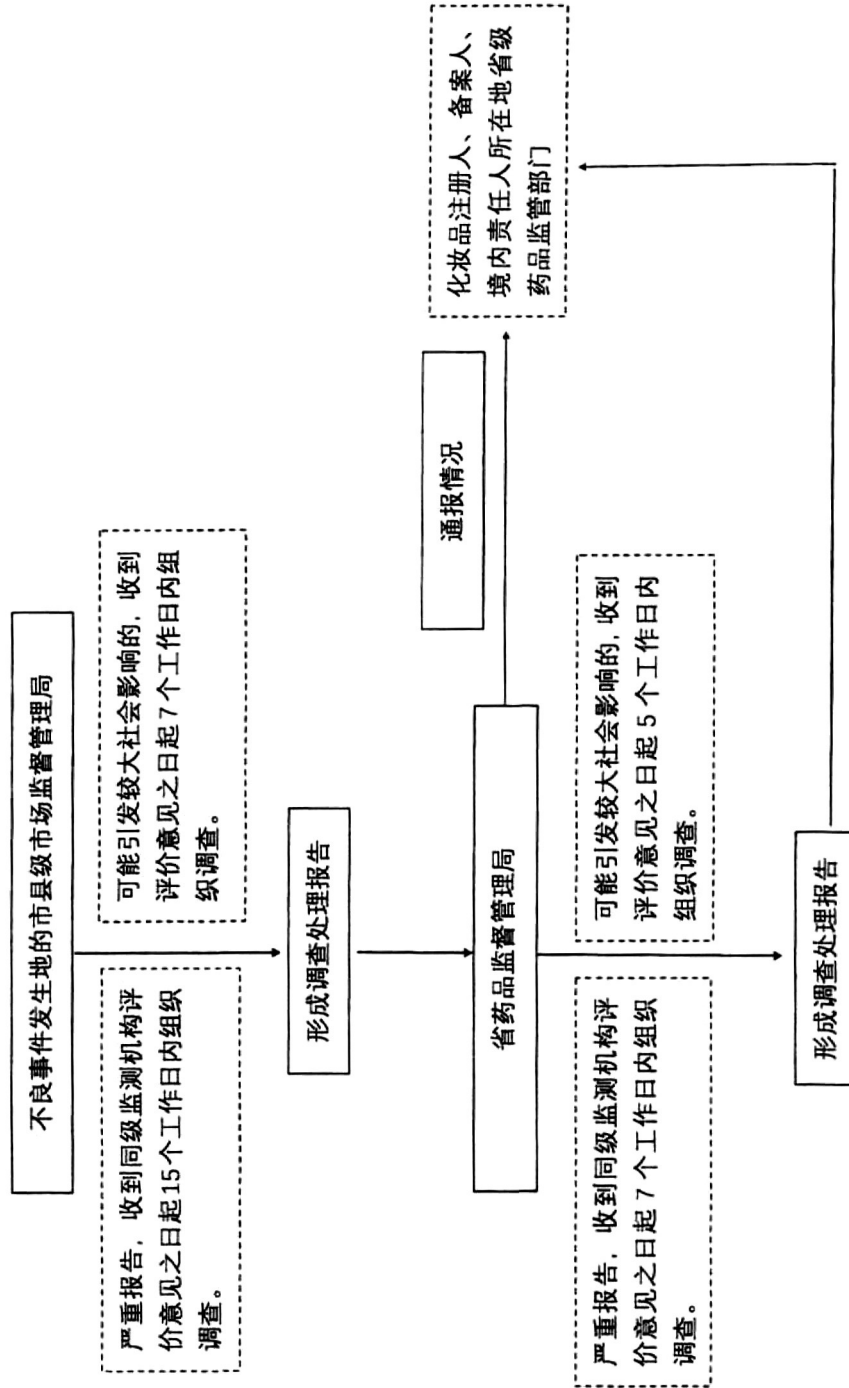 不良事件发生地的市县级市场监督管理局
严重报告，收到同级监测机构评
价意见之日起15个工作日内组织
调查。
可能引发较大社会影响的，收到
评价意见之日起7个工作日内组
织调查。
形成调查处理报告
省药品监督管理局
通报情况
化妆品注册人、备案人、
境内责任人所在地省级
药品监管部门
严重报告，收到同级监测机构评
价意见之日起7个工作日内组织
调查。
可能引发较大社会影响的，收到
评价意见之日起5个工作日内
组织调查。
形成调查处理报告